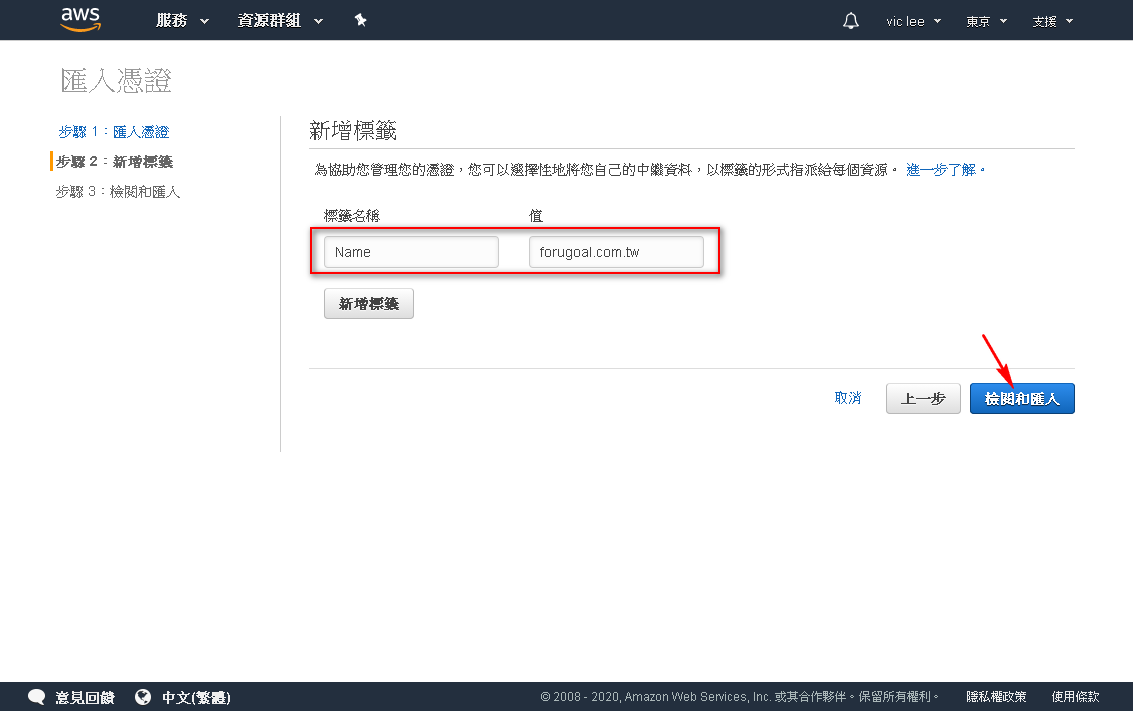 aws 服務 資源群組 vic lee 東京 支援
匯入憑證
步驟 1：匯入憑證
步驟 2：新增標籤
步驟 3：檢閱和匯入
新增標籤
為協助您管理您的憑證，您可以選擇性地將您自己的中繼資料，以標籤的形式指派給每個資源。 進一步了解。
標籤名稱 值
Name forugoal.com.tw
新增標籤
取消 上一步 檢閱和匯入
意見回饋 中文(繁體) © 2008 - 2020, Amazon Web Services, Inc. 或其合作夥伴。保留所有權利。 隱私權政策 使用條款